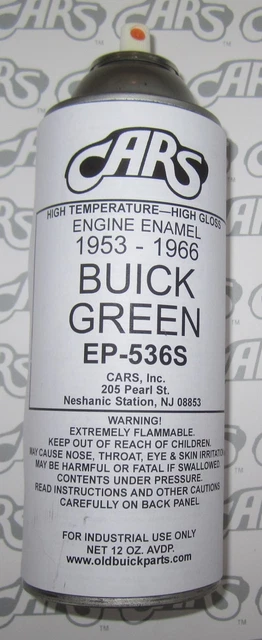 CARS
HIGH TEMPERATURE—HIGH GLOSS
ENGINE ENAMEL
1953 - 1966
BUICK
GREEN
EP-536S
CARS, Inc.
205 Pearl St.
Neshanic Station, NJ 08853
WARNING!
EXTREMELY FLAMMABLE.
KEEP OUT OF REACH OF CHILDREN.
MAY CAUSE NOSE, THROAT, EYE & SKIN IRRITATION
MAY BE HARMFUL OR FATAL IF SWALLOWED.
CONTENTS UNDER PRESSURE.
READ INSTRUCTIONS AND OTHER CAUTIONS
CAREFULLY ON BACK PANEL
FOR INDUSTRIAL USE ONLY
NET 12 OZ. AVDP.
www.oldbuickparts.com